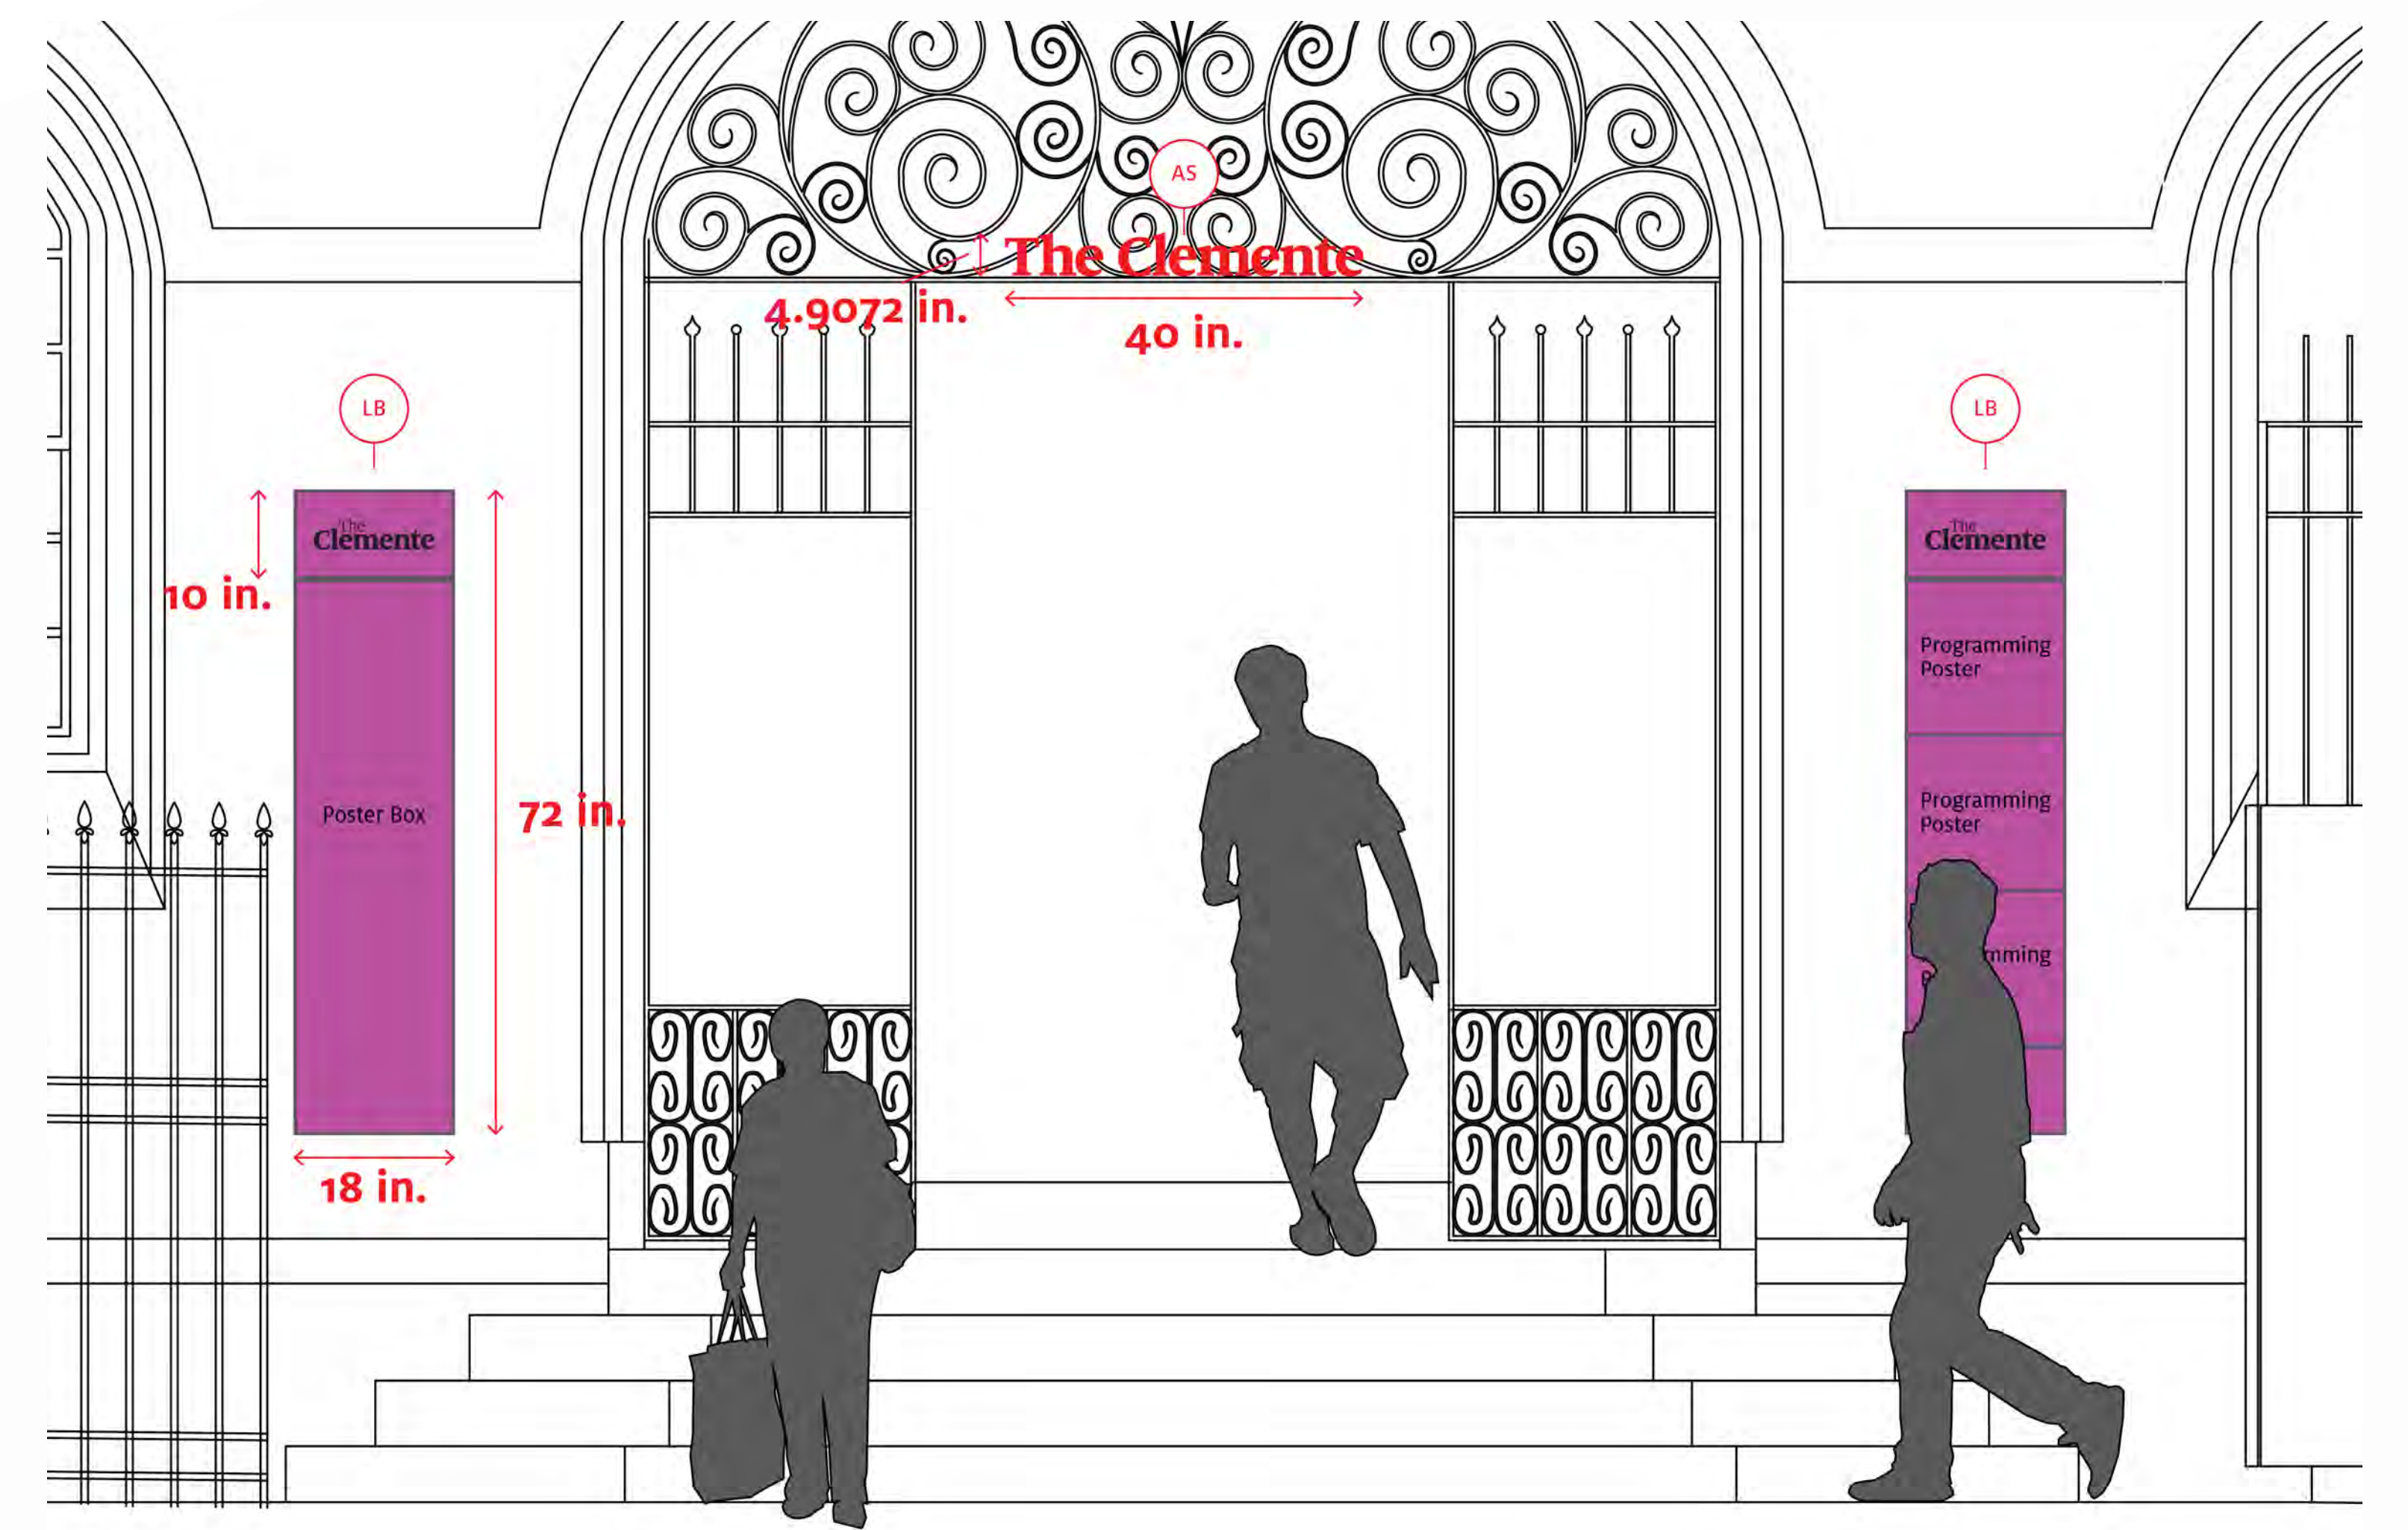 AS
The Clemente
4.9072 in.
40 in.
LB
LB
The
Clemente
The
Clemente
10 in.
Programming
Poster
Poster Box
72 in.
Programming
Poster
mming
18 in.